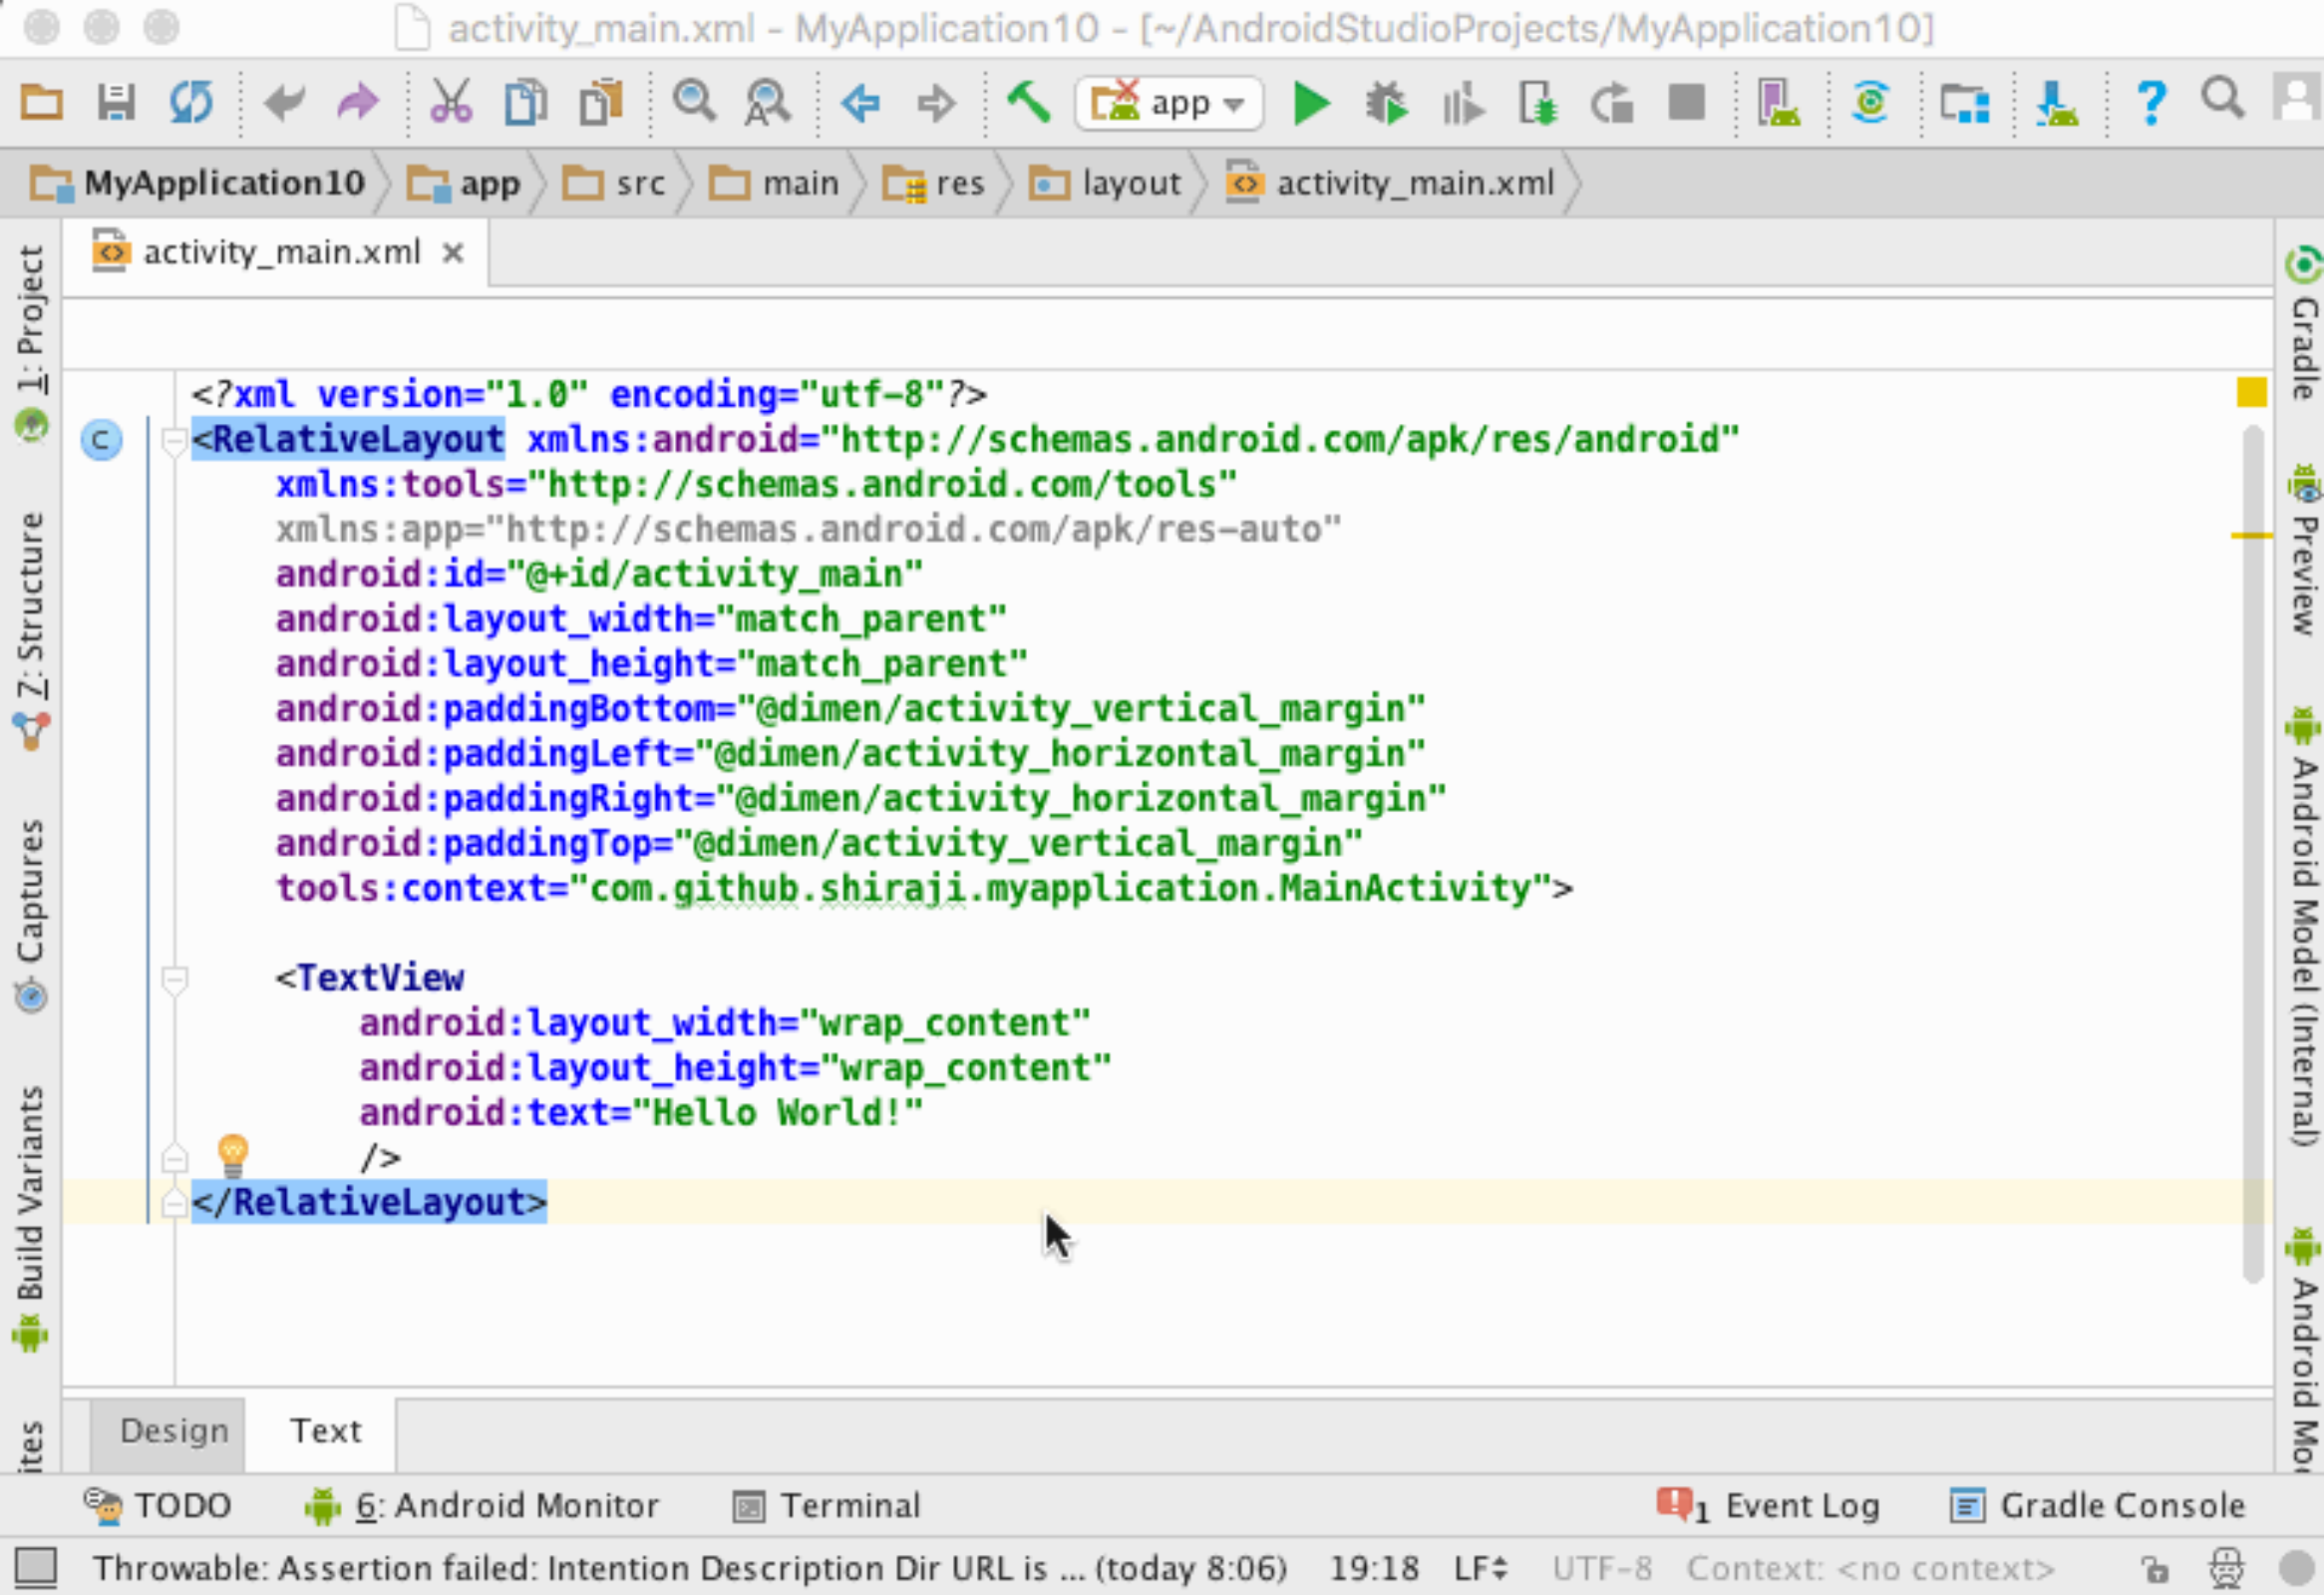 activity_main.xml - MyApplication10 - [~/AndroidStudioProjects/MyApplication10]
app
MyApplication10 app src main res layout activity_main.xml
activity_main.xml
1: Project
7: Structure
Captures
Build Variants
ites
<?xml version="1.0" encoding="utf-8"?>
<RelativeLayout xmlns:android="http://schemas.android.com/apk/res/android"
xmlns:tools="http://schemas.android.com/tools"
xmlns:app="http://schemas.android.com/apk/res-auto"
android:id="@+id/activity_main"
android:layout_width="match_parent"
android:layout_height="match_parent"
android:paddingBottom="@dimen/activity_vertical_margin"
android:paddingLeft="@dimen/activity_horizontal_margin"
android:paddingRight="@dimen/activity_horizontal_margin"
android:paddingTop="@dimen/activity_vertical_margin"
tools:context="com.github.shiraji.myapplication.MainActivity">
<TextView
android:layout_width="wrap_content"
android:layout_height="wrap_content"
android:text="Hello World!"
/>
</RelativeLayout>
Gradle
Preview
Android Model (Internal)
Android Mo
Design Text
TODO 6: Android Monitor Terminal 1 Event Log Gradle Console
Throwable: Assertion failed: Intention Description Dir URL is ... (today 8:06) 19:18 LF UTF-8 Context: <no context>